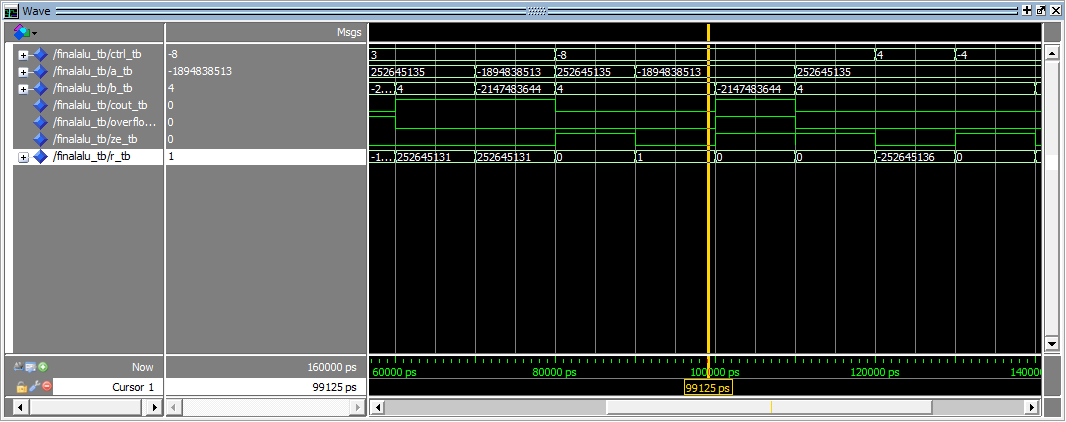 Wave
Msgs
/finalalu_tb/ctrl_tb -8 3 -8 4 -4
/finalalu_tb/a_tb -1894838513 252645135 -1894838513 252645135 -1894838513 252645135
/finalalu_tb/b_tb 4 -2... 4 -2147483644 4 -2147483644 4
/finalalu_tb/cout_tb 0
/finalalu_tb/overflo... 0
/finalalu_tb/ze_tb 0
/finalalu_tb/r_tb 1 -1... 252645131 252645131 0 1 0 0 -252645136 0
Now 160000 ps 60000 ps 80000 ps 100000 ps 120000 ps 140000
Cursor 1 99125 ps 99125 ps